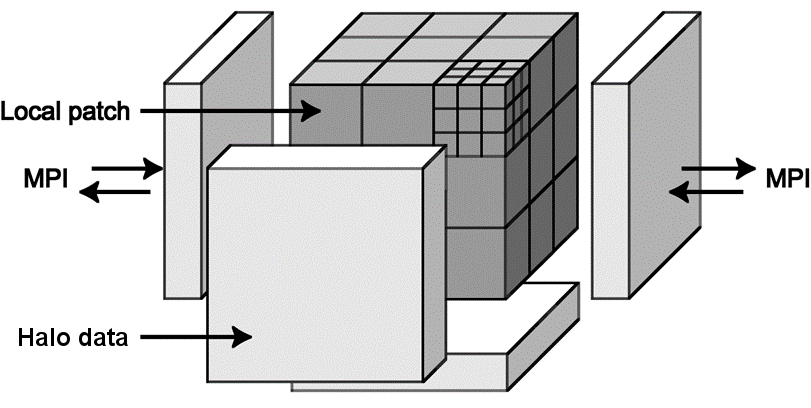 Local patch
MPI
MPI
Halo data